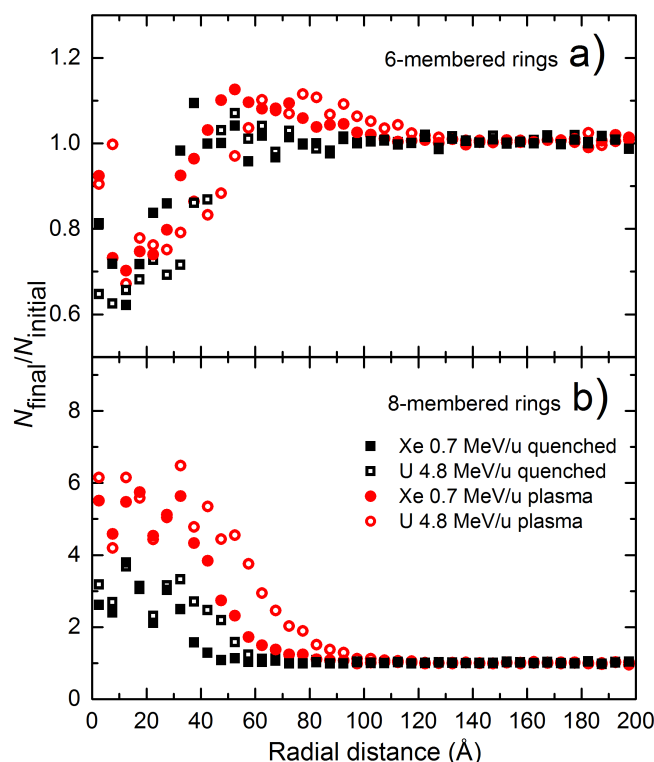 6-membered rings a)
1.2
1.0
0.8
0.6
N_final/N_initial
8-membered rings b)
8
6
4
2
0
Xe 0.7 MeV/u quenched
U 4.8 MeV/u quenched
Xe 0.7 MeV/u plasma
U 4.8 MeV/u plasma
0 20 40 60 80 100 120 140 160 180 200
Radial distance (Å)